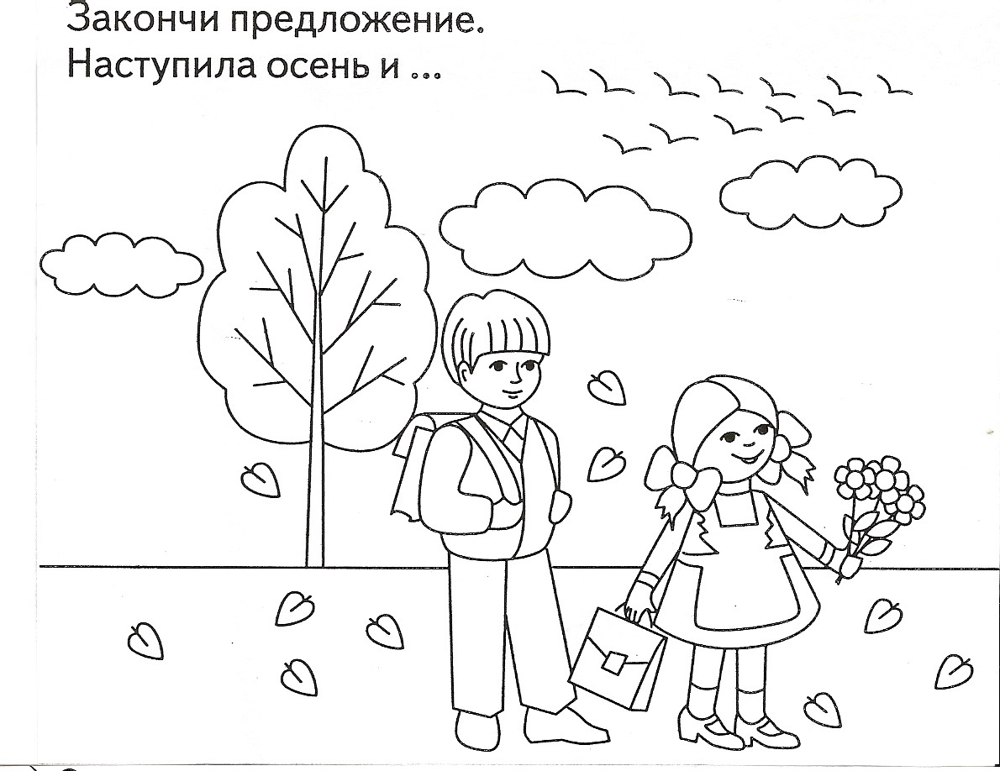 Закончи предложение.
Наступила осень и ...